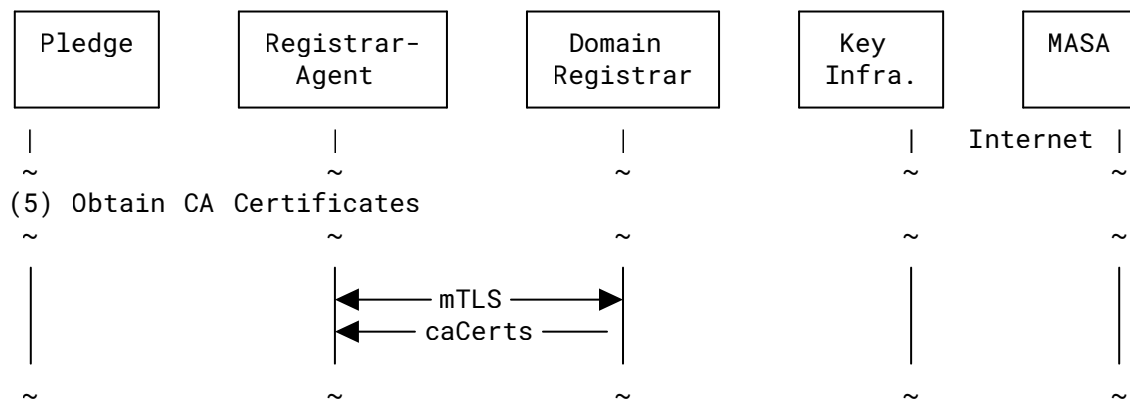 Pledge
Registrar-
Agent
Domain
Registrar
Key
Infra.
MASA
| | | | Internet |
~ ~ ~ ~ ~
(5) Obtain CA Certificates
~ ~ ~ ~ ~
mTLS
caCerts
~ ~ ~ ~ ~